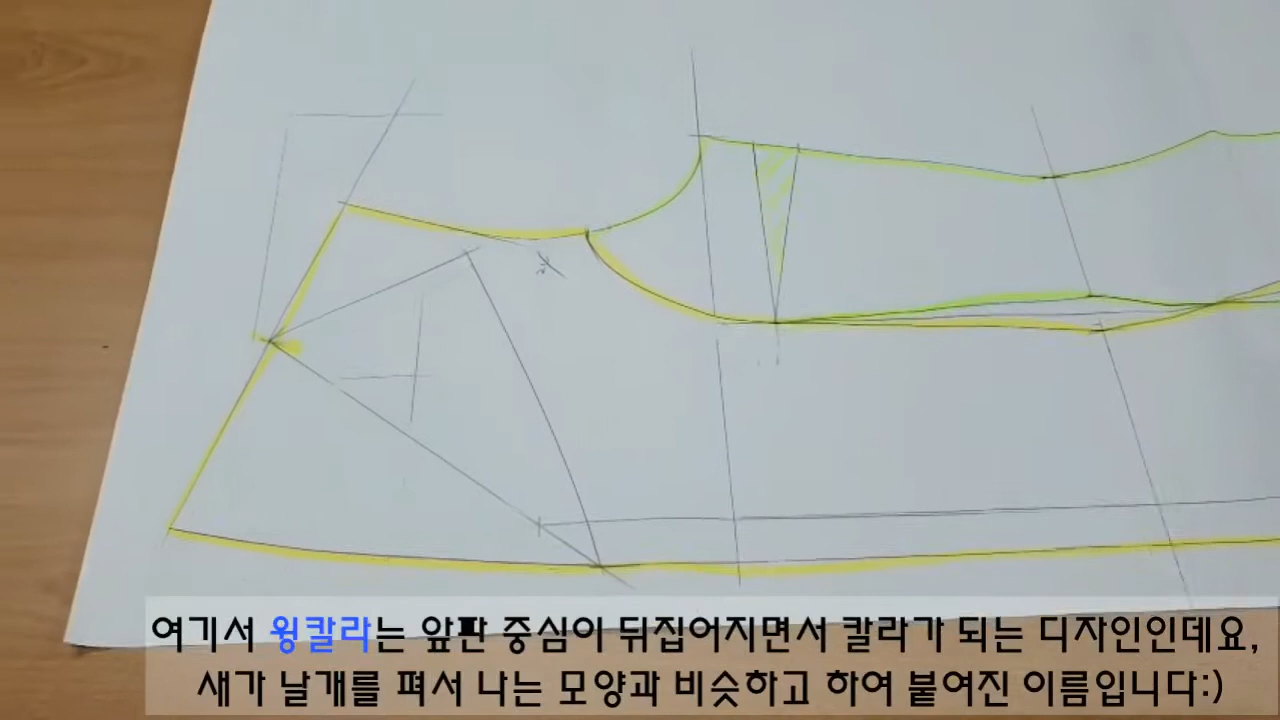 여기서 윙칼라는 앞판 중심이 뒤집어지면서 칼라가 되는 디자인인데요,
새가 날개를 펴서 나는 모양과 비슷하고 하여 붙여진 이름입니다:)